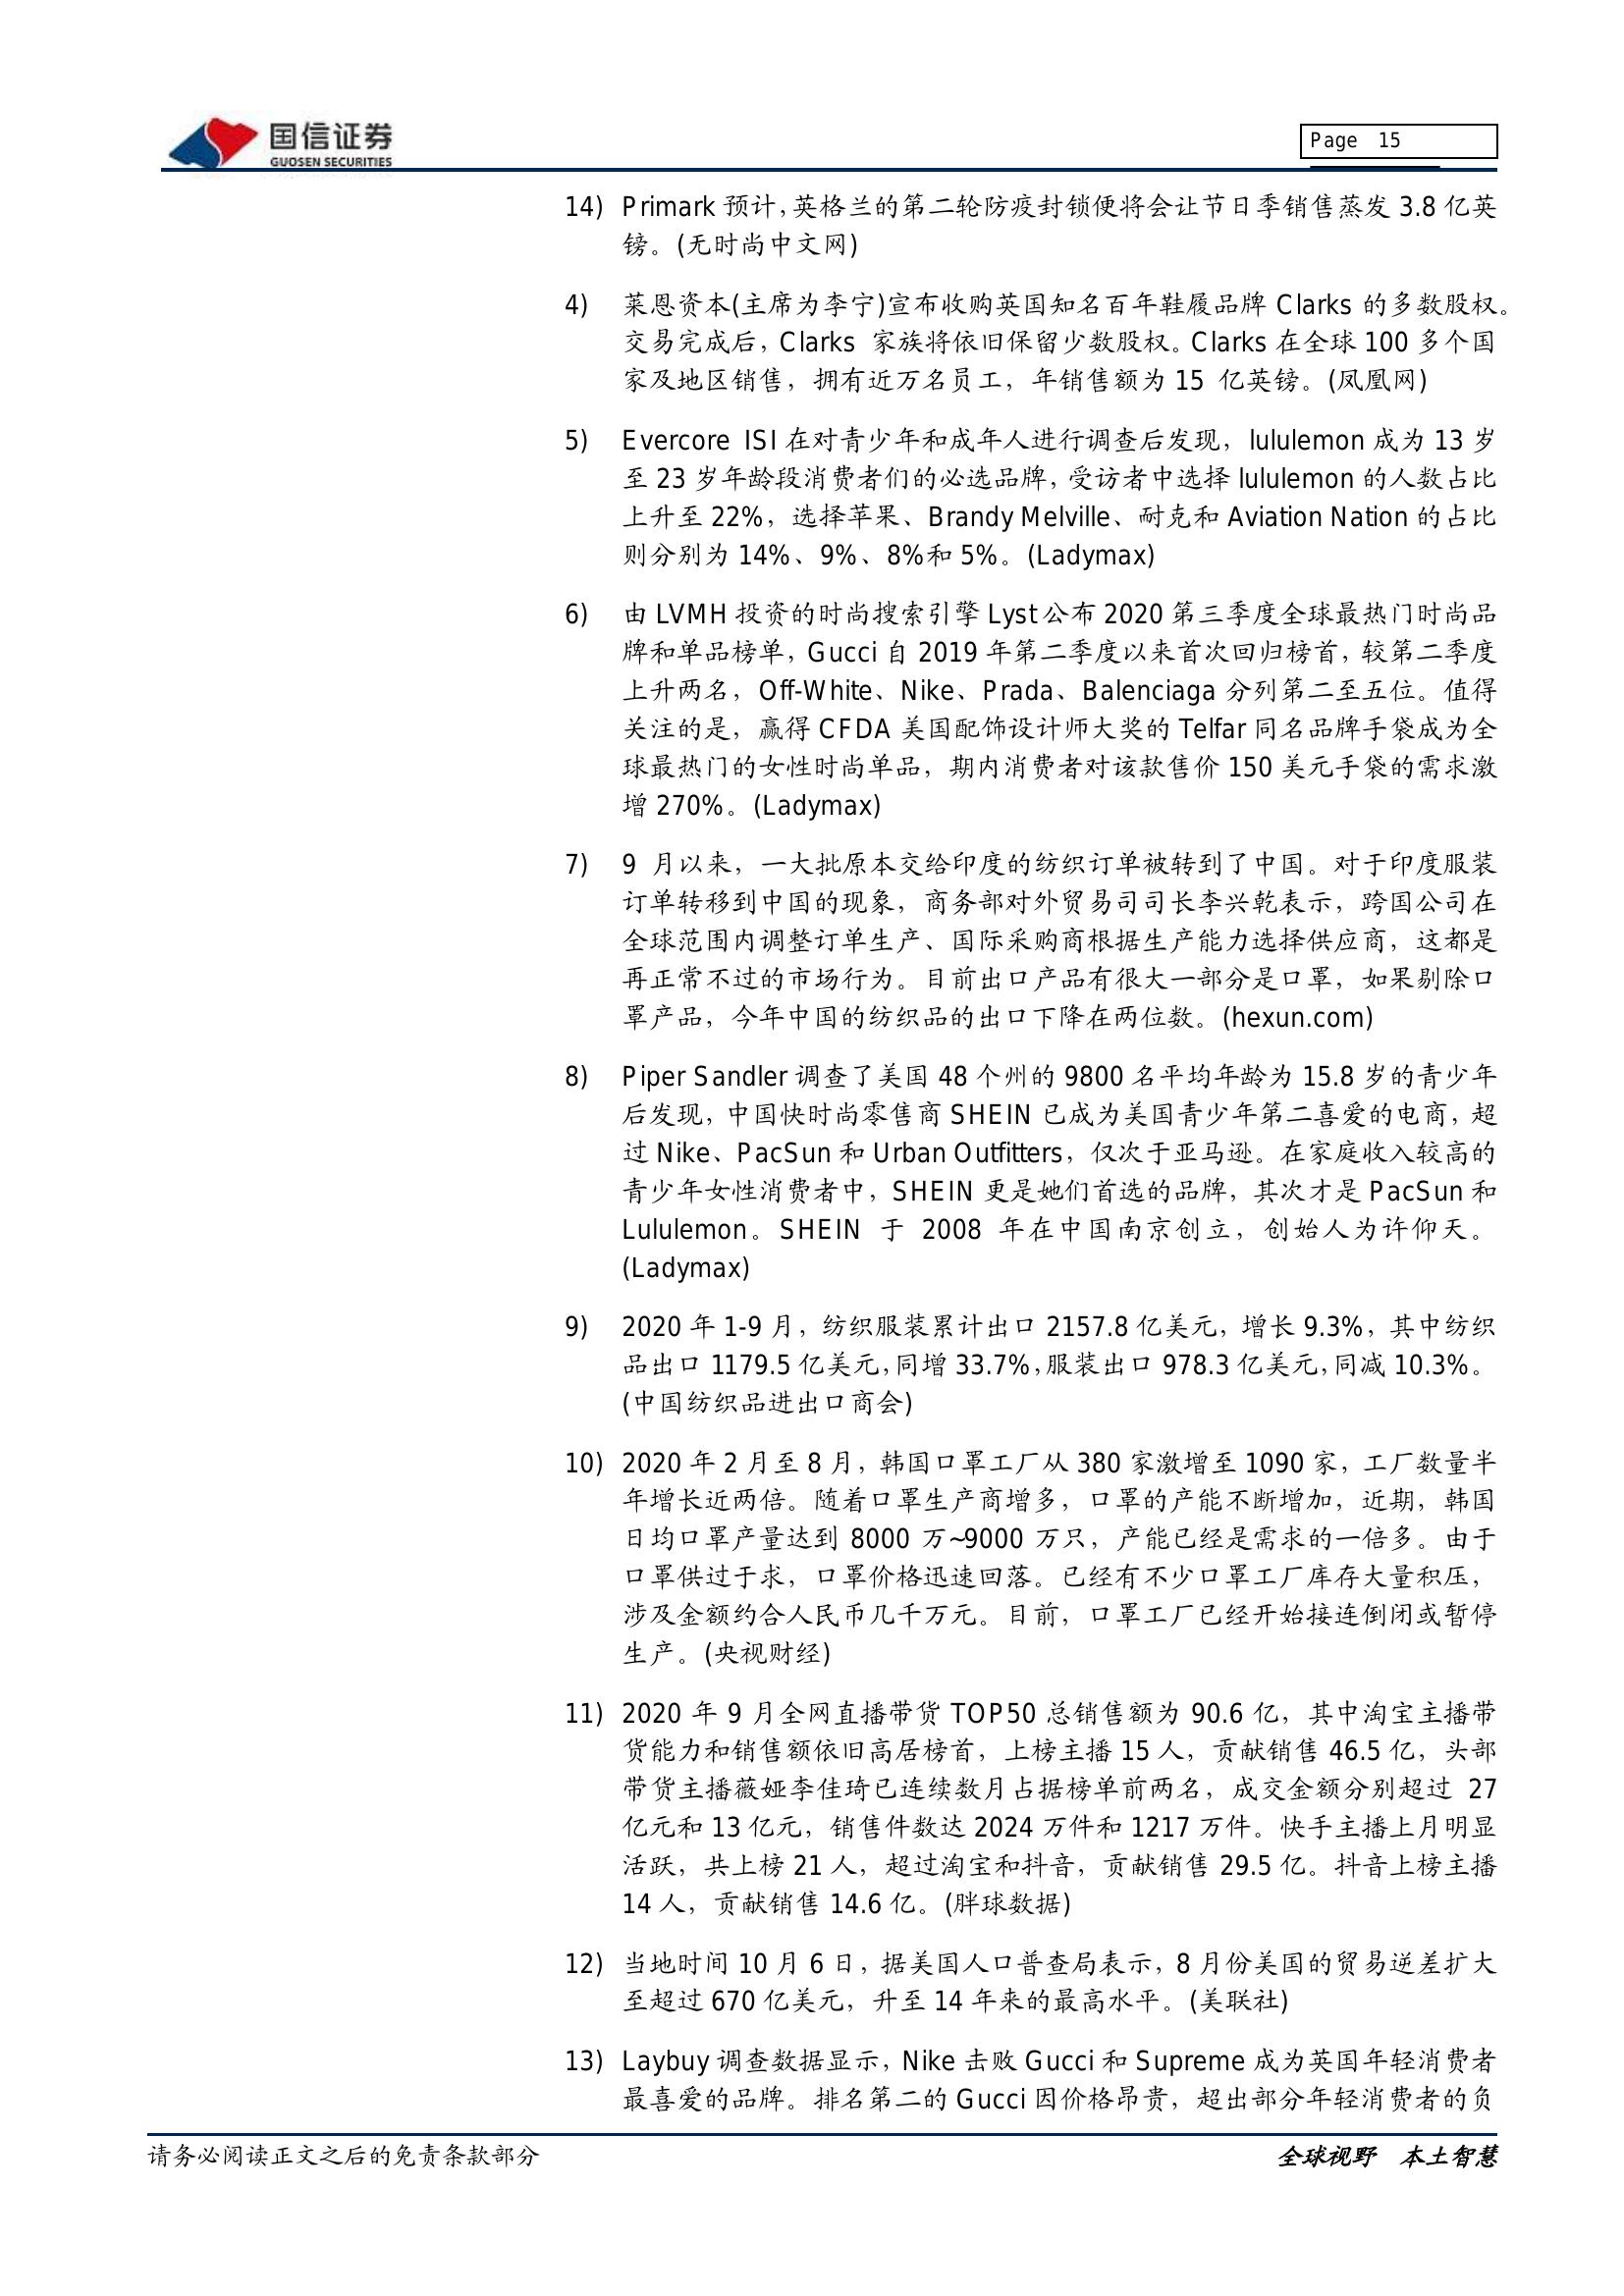 国信证券
GUOSEN SECURITIES
Page 15
14) Primark 预计，英格兰的第二轮防疫封锁便将会让节日季销售蒸发 3.8 亿英
镑。(无时尚中文网)
4) 莱恩资本(主席为李宁)宣布收购英国知名百年鞋履品牌 Clarks 的多数股权。
交易完成后，Clarks 家族将依旧保留少数股权。Clarks 在全球 100 多个国
家及地区销售，拥有近万名员工，年销售额为 15 亿英镑。(凤凰网)
5) Evercore ISI 在对青少年和成年人进行调查后发现，lululemon 成为 13 岁
至 23 岁年龄段消费者们的必选品牌，受访者中选择 lululemon 的人数占比
上升至 22%，选择苹果、Brandy Melville、耐克和 Aviation Nation 的占比
则分别为 14%、9%、8%和 5%。(Ladymax)
6) 由 LVMH 投资的时尚搜索引擎 Lyst 公布 2020 第三季度全球最热门时尚品
牌和单品榜单，Gucci 自 2019 年第二季度以来首次回归榜首，较第二季度
上升两名，Off-White、Nike、Prada、Balenciaga 分列第二至五位。值得
关注的是，赢得 CFDA 美国配饰设计师大奖的 Telfar 同名品牌手袋成为全
球最热门的女性时尚单品，期内消费者对该款售价 150 美元手袋的需求激
增 270%。(Ladymax)
7) 9 月以来，一大批原本交给印度的纺织订单被转到了中国。对于印度服装
订单转移到中国的现象，商务部对外贸易司司长李兴乾表示，跨国公司在
全球范围内调整订单生产、国际采购商根据生产能力选择供应商，这都是
再正常不过的市场行为。目前出口产品有很大一部分是口罩，如果剔除口
罩产品，今年中国的纺织品的出口下降在两位数。(hexun.com)
8) Piper Sandler 调查了美国 48 个州的 9800 名平均年龄为 15.8 岁的青少年
后发现，中国快时尚零售商 SHEIN 已成为美国青少年第二喜爱的电商，超
过 Nike、PacSun 和 Urban Outfitters，仅次于亚马逊。在家庭收入较高的
青少年女性消费者中，SHEIN 更是她们首选的品牌，其次才是 PacSun 和
Lululemon。SHEIN 于 2008 年在中国南京创立，创始人为许仰天。
(Ladymax)
9) 2020 年 1-9 月，纺织服装累计出口 2157.8 亿美元，增长 9.3%，其中纺织
品出口 1179.5 亿美元，同增 33.7%，服装出口 978.3 亿美元，同减 10.3%。
(中国纺织品进出口商会)
10) 2020 年 2 月至 8 月，韩国口罩工厂从 380 家激增至 1090 家，工厂数量半
年增长近两倍。随着口罩生产商增多，口罩的产能不断增加，近期，韩国
日均口罩产量达到 8000 万~9000 万只，产能已经是需求的一倍多。由于
口罩供过于求，口罩价格迅速回落。已经有不少口罩工厂库存大量积压，
涉及金额约合人民币几千万元。目前，口罩工厂已经开始接连倒闭或暂停
生产。(央视财经)
11) 2020 年 9 月全网直播带货 TOP50 总销售额为 90.6 亿，其中淘宝主播带
货能力和销售额依旧高居榜首，上榜主播 15 人，贡献销售 46.5 亿，头部
带货主播薇娅李佳琦已连续数月占据榜单前两名，成交金额分别超过 27
亿元和 13 亿元，销售件数达 2024 万件和 1217 万件。快手主播上月明显
活跃，共上榜 21 人，超过淘宝和抖音，贡献销售 29.5 亿。抖音上榜主播
14 人，贡献销售 14.6 亿。(胖球数据)
12) 当地时间 10 月 6 日，据美国人口普查局表示，8 月份美国的贸易逆差扩大
至超过 670 亿美元，升至 14 年来的最高水平。(美联社)
13) Laybuy 调查数据显示，Nike 击败 Gucci 和 Supreme 成为英国年轻消费者
最喜爱的品牌。排名第二的 Gucci 因价格昂贵，超出部分年轻消费者的负
请务必阅读正文之后的免责条款部分
全球视野 本土智慧